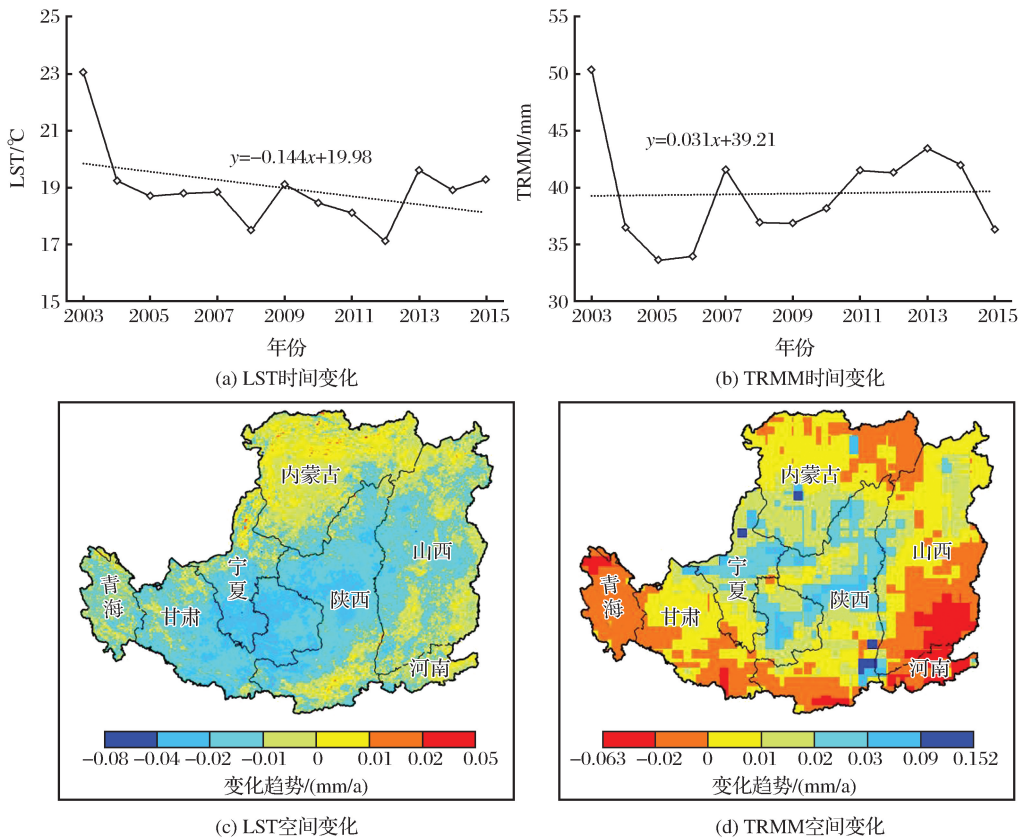 25
23
21
19
17
15
LST/℃
y=−0.144x+19.98
2003
2005
2007
2009
2011
2013
2015
年份
(a) LST时间变化
55
50
45
40
35
30
TRMM/mm
y=0.031x+39.21
2003
2005
2007
2009
2011
2013
2015
年份
(b) TRMM时间变化
内蒙古
山西
宁夏
陕西
青海
甘肃
河南
−0.08 −0.04 −0.02 −0.01 0 0.01 0.02 0.05
变化趋势/(mm/a)
(c) LST空间变化
内蒙古
山西
宁夏
陕西
青海
甘肃
河南
−0.063 −0.02 0 0.01 0.02 0.03 0.09 0.152
变化趋势/(mm/a)
(d) TRMM空间变化